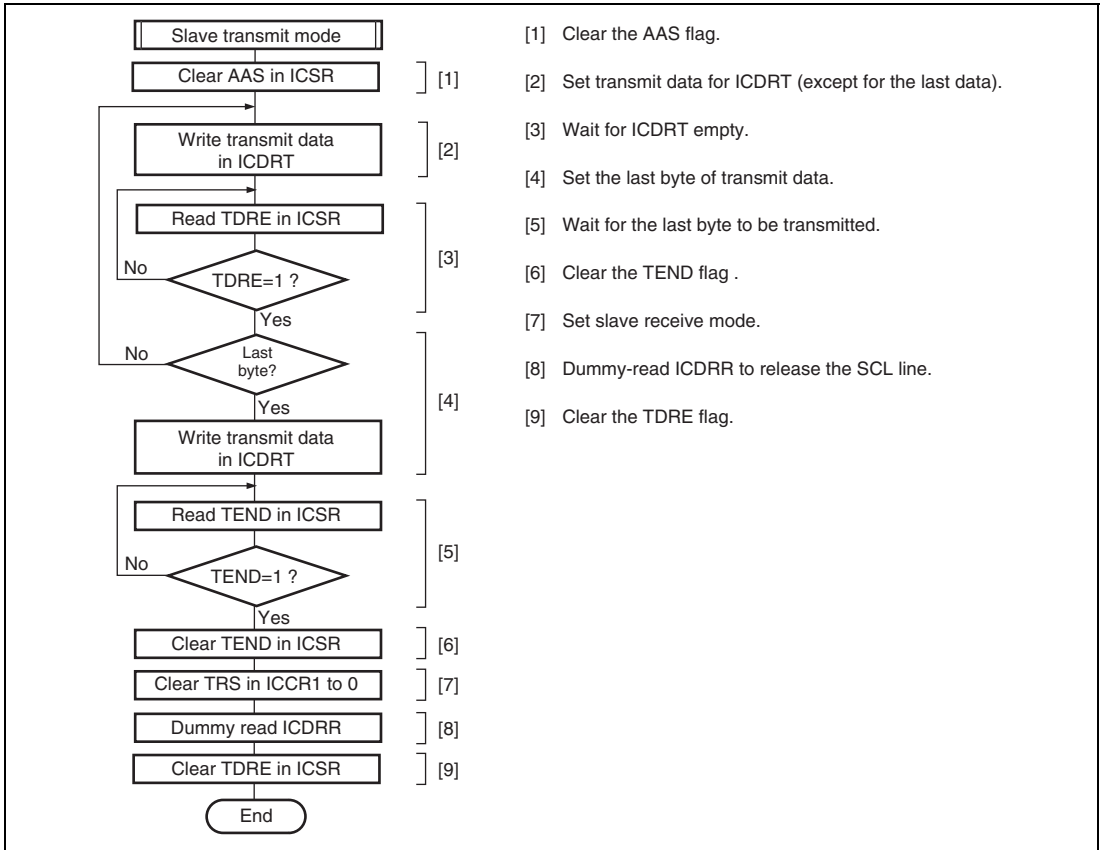 Slave transmit mode
Clear AAS in ICSR
[1]
Write transmit data
in ICDRT
[2]
Read TDRE in ICSR
No
TDRE=1 ?
[3]
Yes
No
Last
byte?
Yes
[4]
Write transmit data
in ICDRT
Read TEND in ICSR
No
TEND=1 ?
[5]
Yes
Clear TEND in ICSR
[6]
Clear TRS in ICCR1 to 0
[7]
Dummy read ICDRR
[8]
Clear TDRE in ICSR
[9]
End
[1] Clear the AAS flag.
[2] Set transmit data for ICDRT (except for the last data).
[3] Wait for ICDRT empty.
[4] Set the last byte of transmit data.
[5] Wait for the last byte to be transmitted.
[6] Clear the TEND flag .
[7] Set slave receive mode.
[8] Dummy-read ICDRR to release the SCL line.
[9] Clear the TDRE flag.